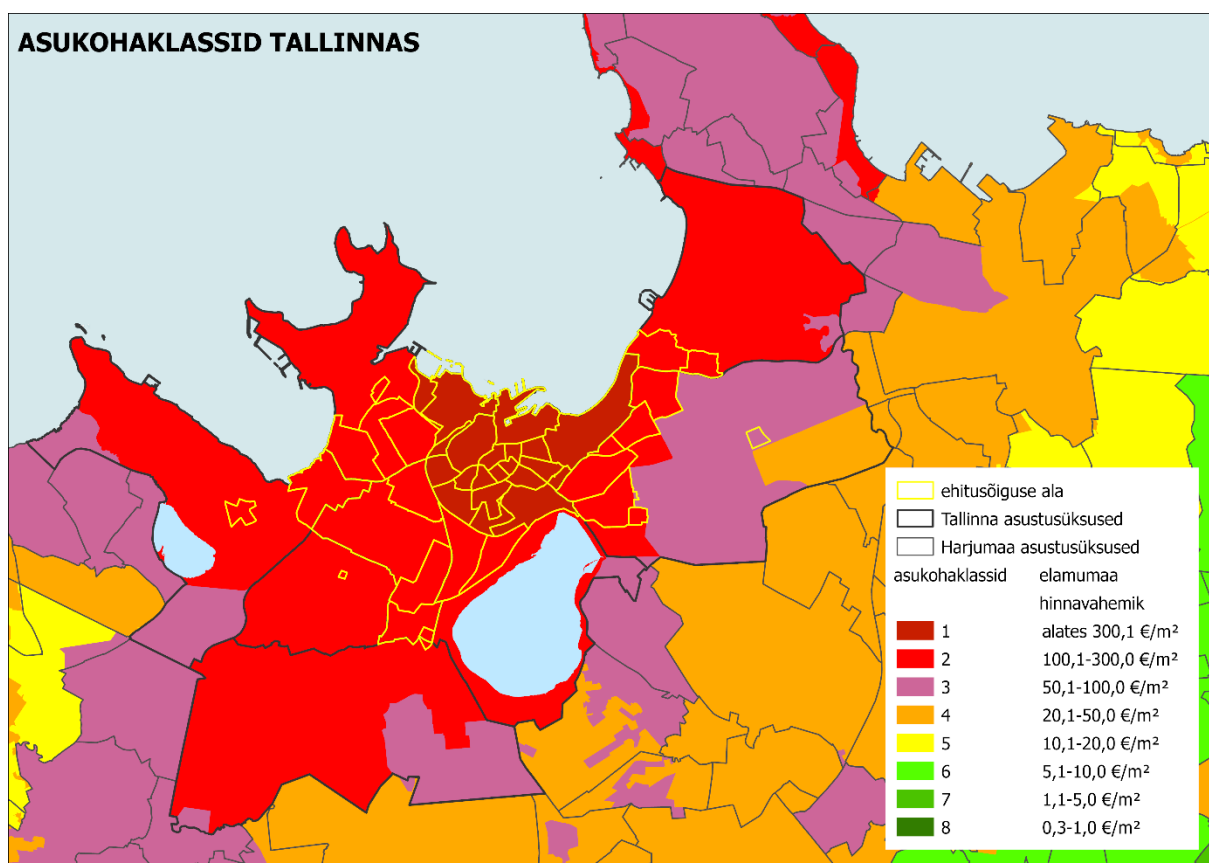 ASUKOHAKLASSID TALLINNAS
ehitusõiguse ala
Tallinna asustusüksused
Harjumaa asustusüksused
asukohaklassid elamumaa
hinnavahemik
1 alates 300,1 €/m²
2 100,1-300,0 €/m²
3 50,1-100,0 €/m²
4 20,1-50,0 €/m²
5 10,1-20,0 €/m²
6 5,1-10,0 €/m²
7 1,1-5,0 €/m²
8 0,3-1,0 €/m²